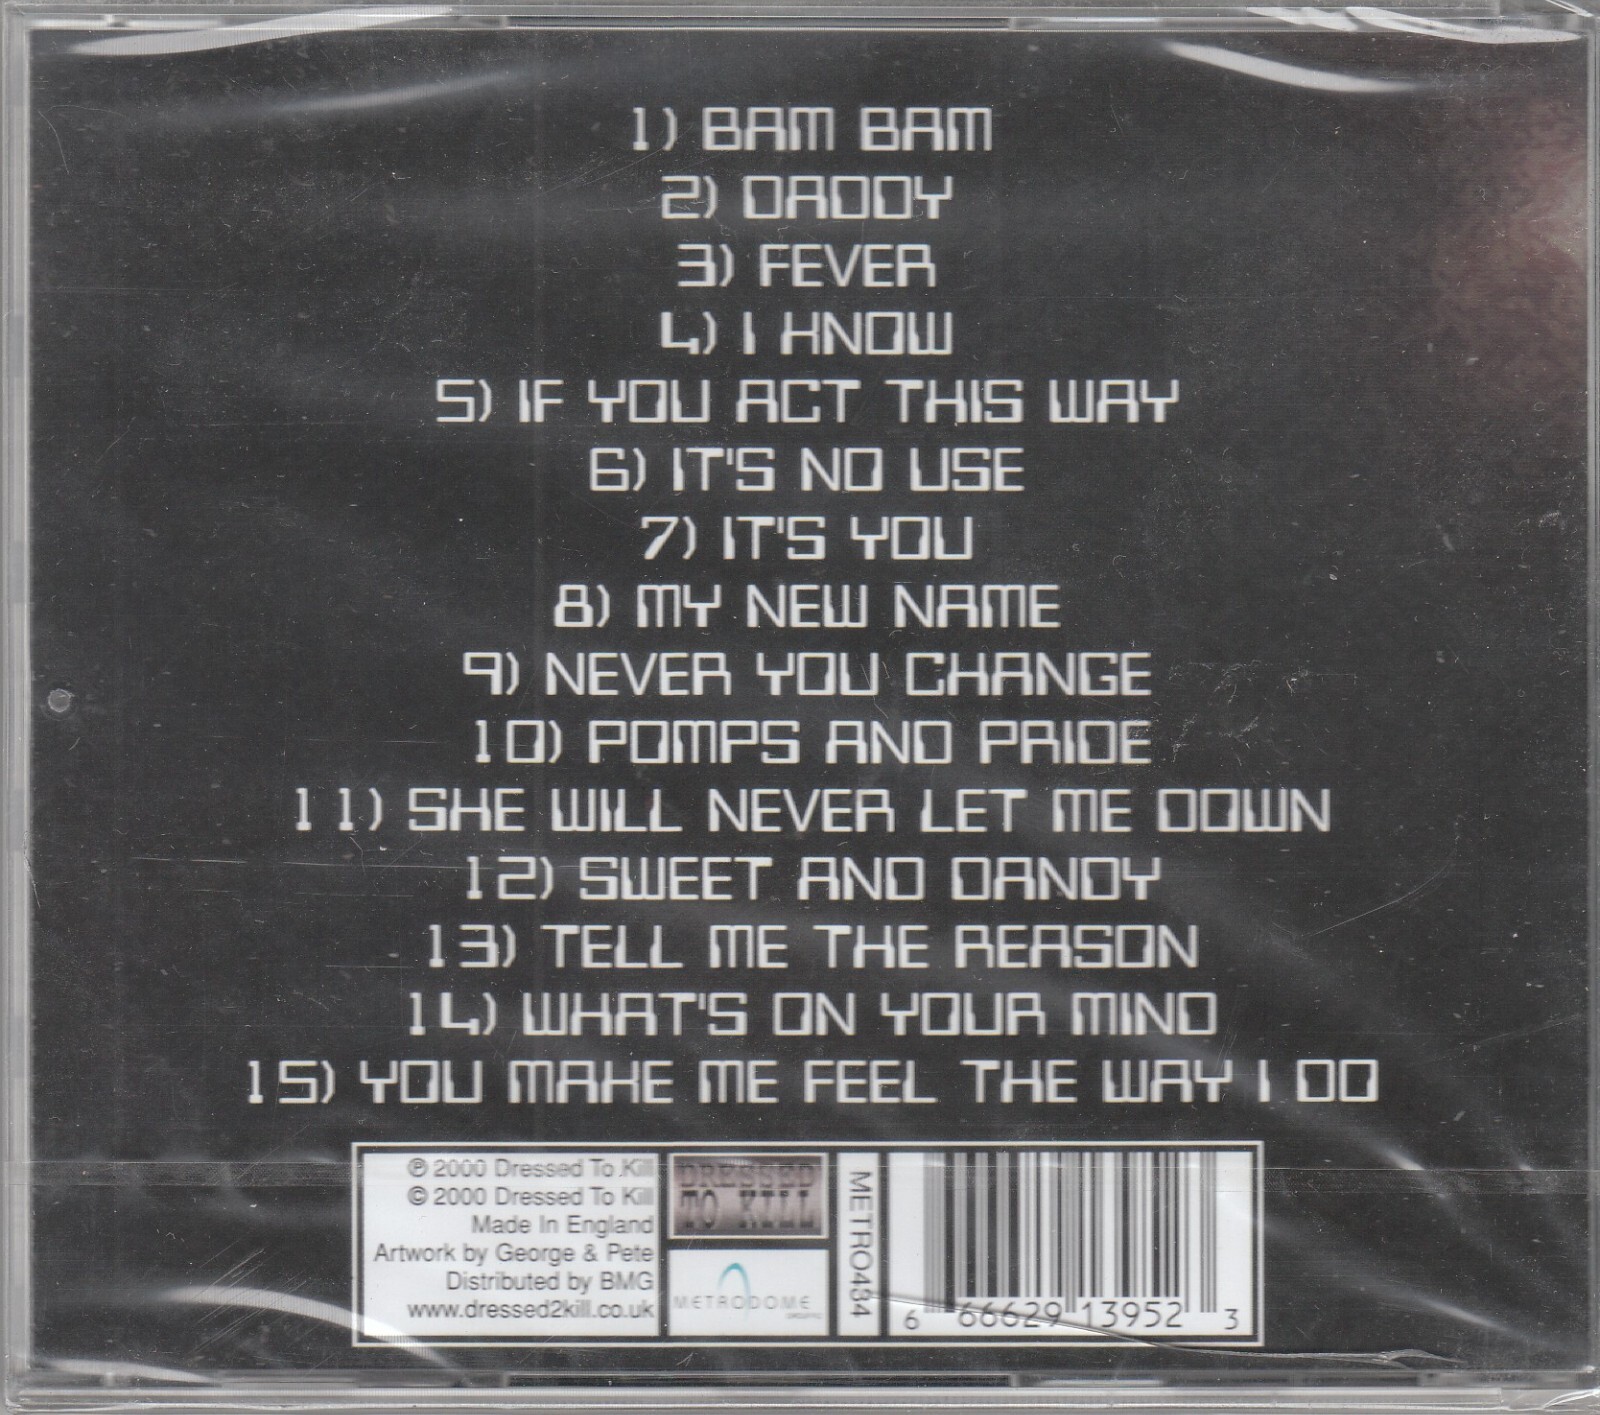 1) BAM BAM
2) DADDY
3) FEVER
4) I KNOW
5) IF YOU ACT THIS WAY
6) IT'S NO USE
7) IT'S YOU
8) MY NEW NAME
9) NEVER YOU CHANGE
10) POMPS AND PRIDE
11) SHE WILL NEVER LET ME DOWN
12) SWEET AND DANDY
13) TELL ME THE REASON
14) WHAT'S ON YOUR MIND
15) YOU MAKE ME FEEL THE WAY I DO
℗ 2000 Dressed To Kill
© 2000 Dressed To Kill
Made In England
Artwork by George & Pete
Distributed by BMG
www.dressed2kill.co.uk
DRESSED
TO KILL
METRODOME
METRO434
6 66629 13952 3